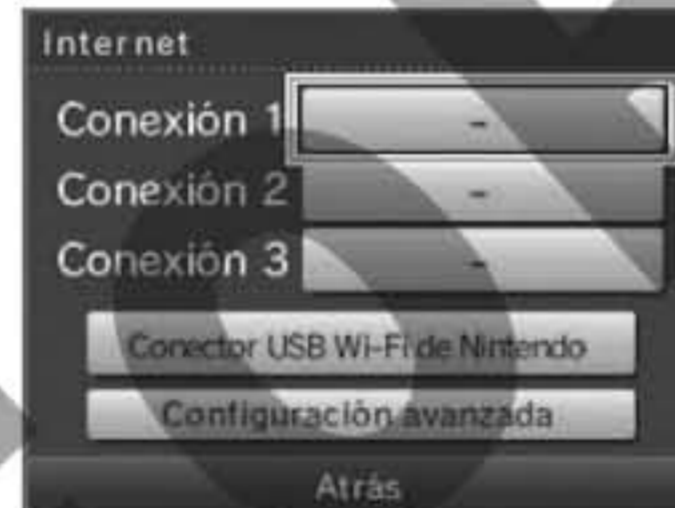 Internet
Conexión 1 -
Conexión 2 -
Conexión 3 -
Conector USB Wi-Fi de Nintendo
Configuración avanzada
Atrás